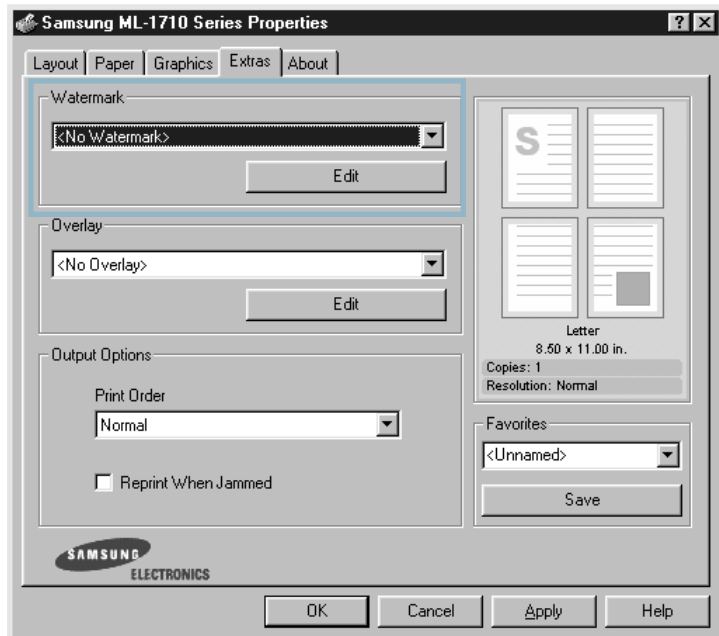 Samsung ML-1710 Series Properties
Layout Paper Graphics Extras About
Watermark
<No Watermark>
Edit
Overlay
<No Overlay>
Edit
Output Options
Print Order
Normal
Reprint When Jammed
S
Letter
8.50 x 11.00 in.
Copies: 1
Resolution: Normal
Favorites
<Unnamed>
Save
SAMSUNG
ELECTRONICS
OK Cancel Apply Help